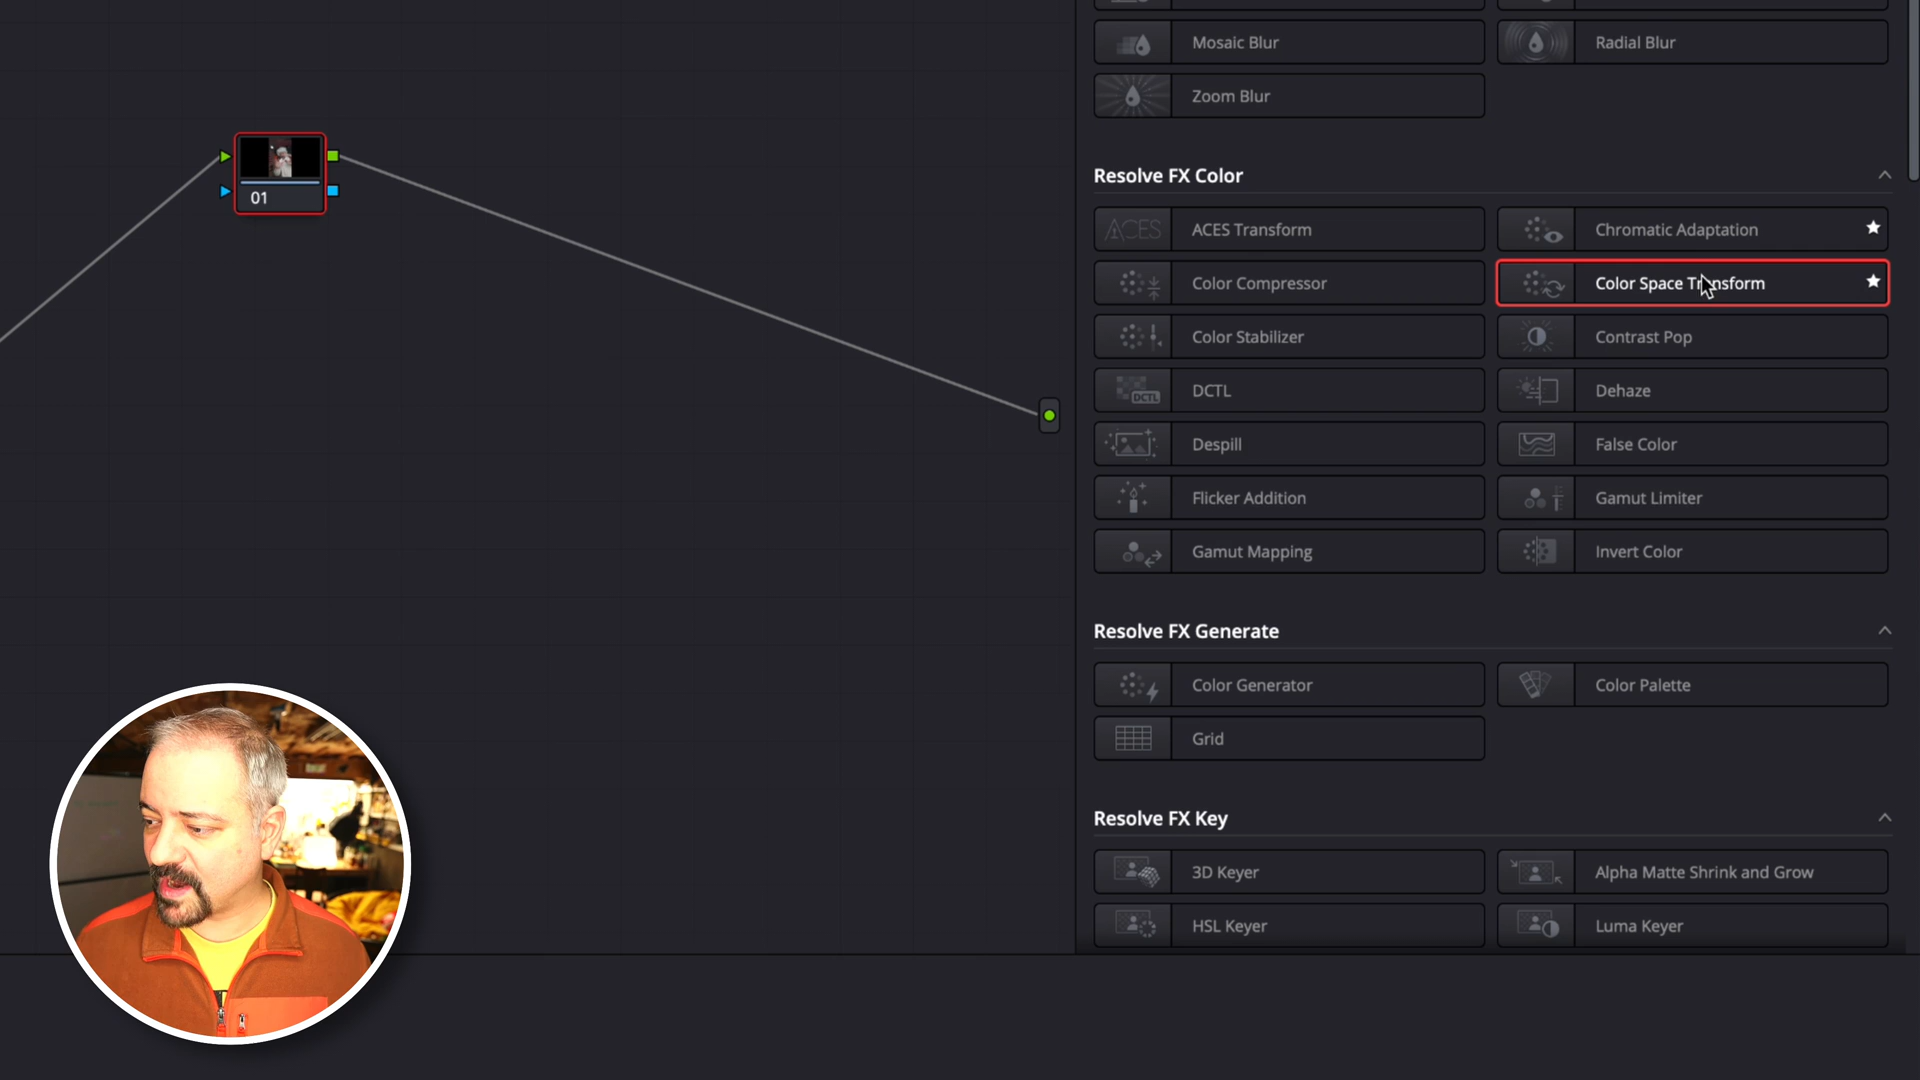 Mosaic Blur
Radial Blur
Zoom Blur
01
Resolve FX Color
ACES
ACES Transform
Chromatic Adaptation
Color Compressor
Color Space Transform
Color Stabilizer
Contrast Pop
DCTL
DCTL
Dehaze
Despill
False Color
Flicker Addition
Gamut Limiter
Gamut Mapping
Invert Color
Resolve FX Generate
Color Generator
Color Palette
Grid
Resolve FX Key
3D Keyer
Alpha Matte Shrink and Grow
HSL Keyer
Luma Keyer